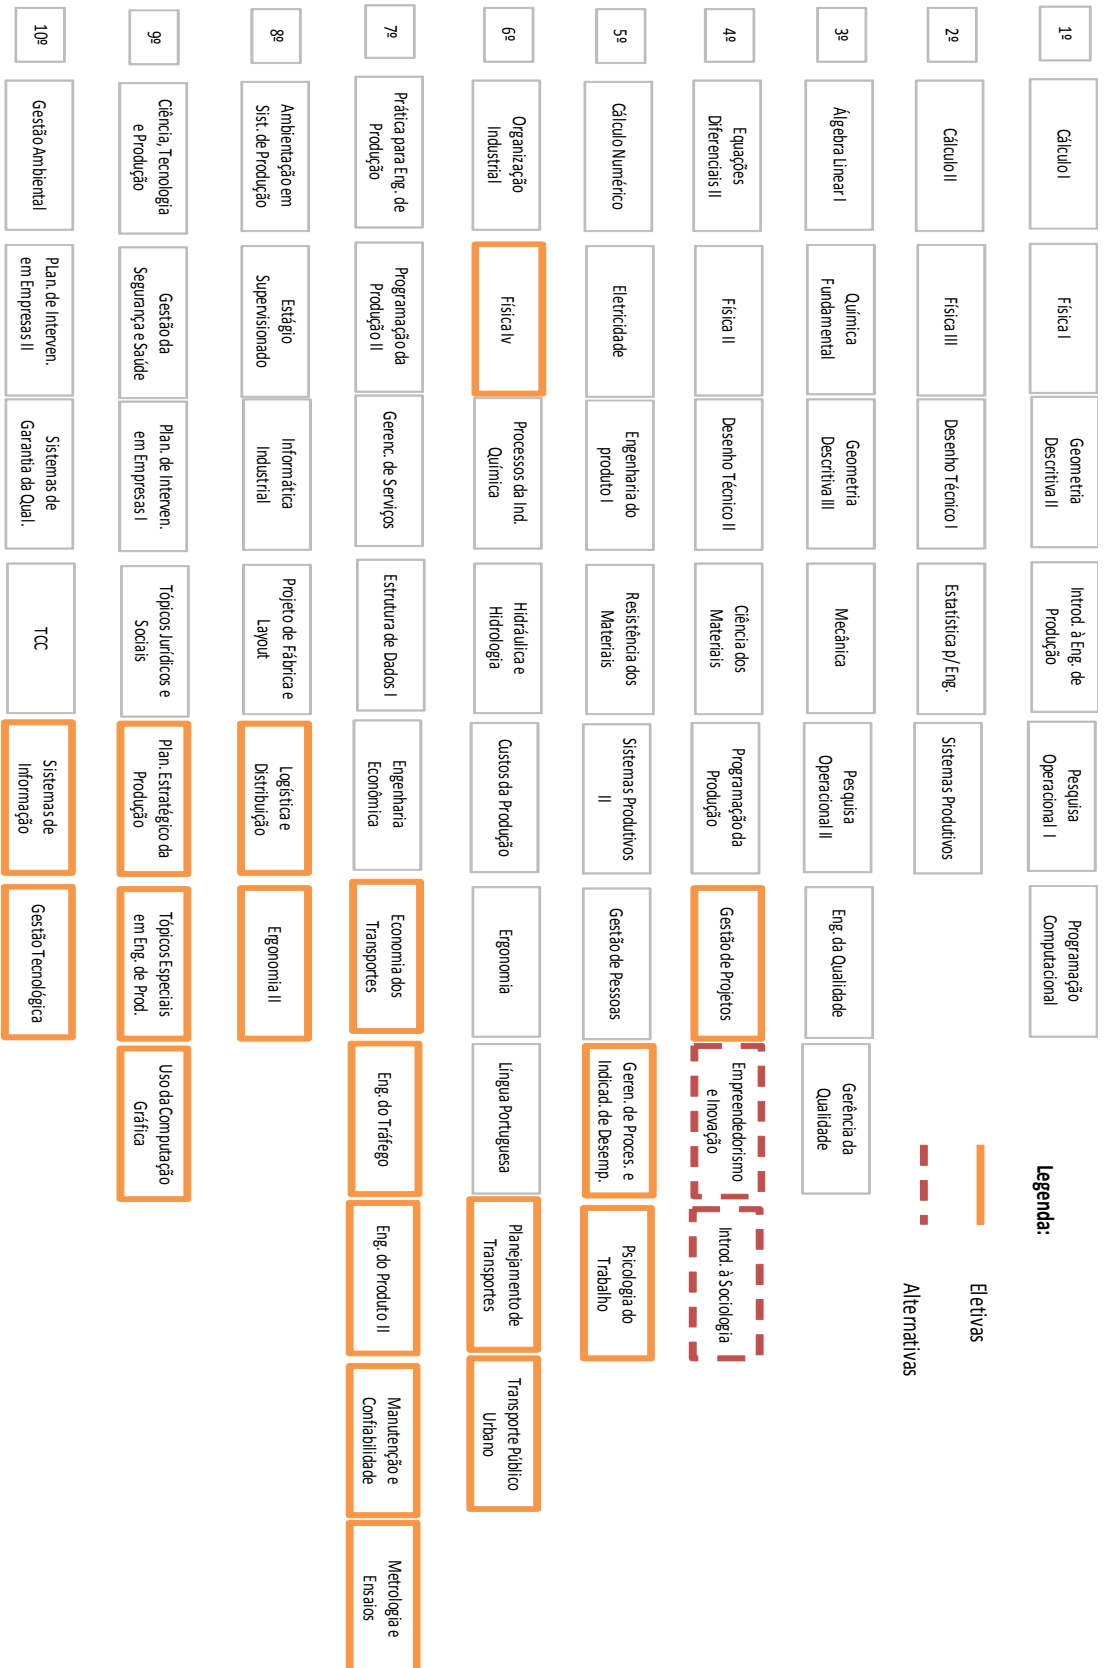 1º
Cálculo I
Física I
Geometria
Descritiva II
Introd. à Eng. de
Produção
Pesquisa
Operacional I
Programação
Computacional
2º
Cálculo II
Física III
Desenho Técnico I
Estatística p/ Eng.
Sistemas Produtivos
3º
Álgebra Linear I
Química
Fundamental
Geometria
Descritiva III
Mecânica
Pesquisa
Operacional II
Eng. da Qualidade
Gerência da
Qualidade
4º
Equações
Diferenciais II
Física II
Desenho Técnico II
Ciência dos
Materiais
Programação da
Produção
Gestão de Projetos
Empreendedorismo
e Inovação
Introd. à Sociologia
5º
Cálculo Numérico
Eletricidade
Engenharia do
produto I
Resistência dos
Materiais
Sistemas Produtivos
II
Gestão de Pessoas
Geren. de Proces. e
Indicad. de Desemp.
Psicologia do
Trabalho
6º
Organização
Industrial
Física Iv
Processos da Ind.
Química
Hidráulica e
Hidrologia
Custos da Produção
Ergonomia
Língua Portuguesa
Planejamento de
Transportes
Transporte Público
Urbano
7º
Prática para Eng. de
Produção
Programação da
Produção II
Gerenc. de Serviços
Estrutura de Dados I
Engenharia
Econômica
Economia dos
Transportes
Eng. do Tráfego
Eng. do Produto II
Manutenção e
Confiabilidade
Metrologia e
Ensaios
8º
Ambientação em
Sist. de Produção
Estágio
Supervisionado
Informática
Industrial
Projeto de Fábrica e
Layout
Logística e
Distribuição
Ergonomia II
9º
Ciência, Tecnologia
e Produção
Gestão da
Segurança e Saúde
Plan. de Interven.
em Empresas I
Tópicos Jurídicos e
Sociais
Plan. Estratégico da
Produção
Tópicos Especiais
em Eng. de Prod.
Uso da Computação
Gráfica
10º
Gestão Ambiental
PLan. de Interven.
em Empresas II
Sistemas de
Garantia da Qual.
TCC
Sistemas de
Informação
Gestão Tecnológica
Legenda:
Eletivas
Alternativas